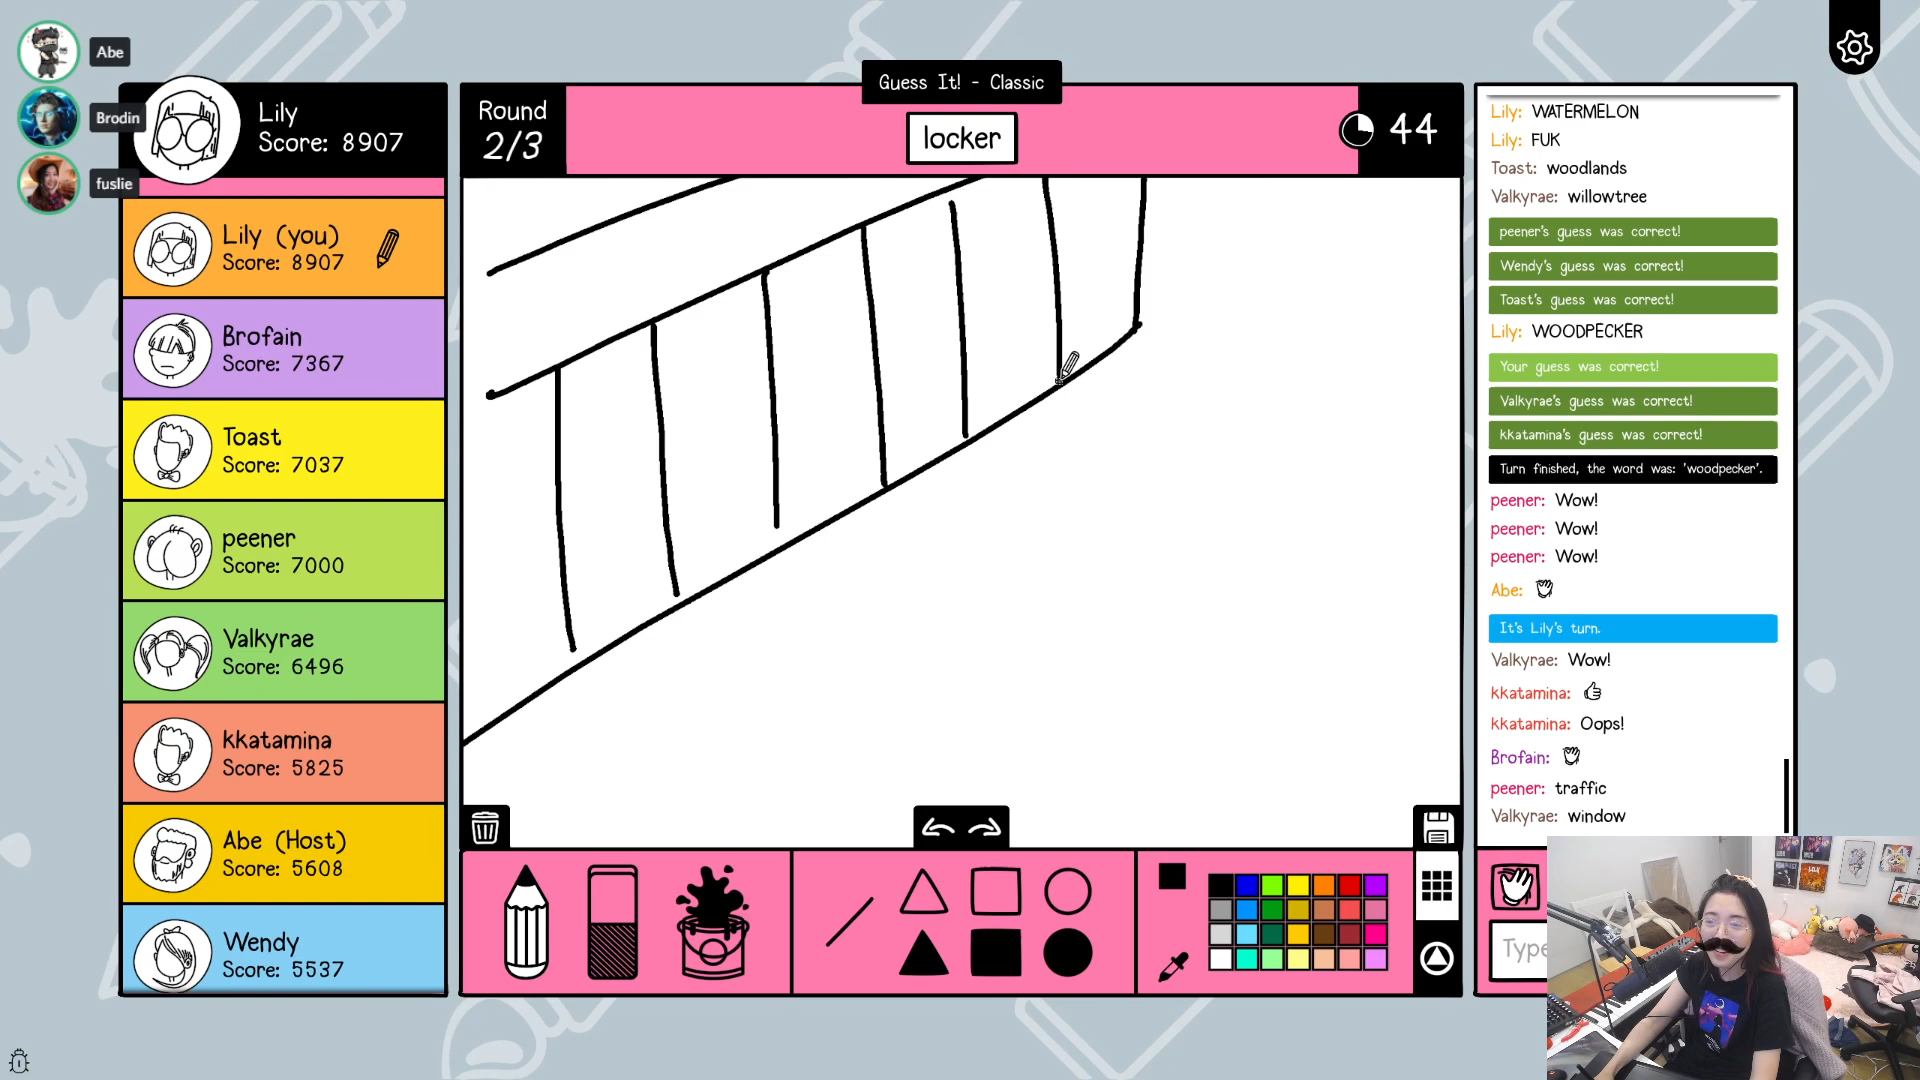 Abe
Brodin
fuslie
Lily
Score: 8907
Lily (you)
Score: 8907
Brofain
Score: 7367
Toast
Score: 7037
peener
Score: 7000
Valkyrae
Score: 6496
kkatamina
Score: 5825
Abe (Host)
Score: 5608
Wendy
Score: 5537
Guess It! - Classic
Round
2/3
locker
44
Lily: WATERMELON
Lily: FUK
Toast: woodlands
Valkyrae: willowtree
peener's guess was correct!
Wendy's guess was correct!
Toast's guess was correct!
Lily: WOODPECKER
Your guess was correct!
Valkyrae's guess was correct!
kkatamina's guess was correct!
Turn finished, the word was: 'woodpecker'.
peener: Wow!
peener: Wow!
peener: Wow!
Abe:
It's Lily's turn.
Valkyrae: Wow!
kkatamina:
kkatamina: Oops!
Brofain:
peener: traffic
Valkyrae: window
Type